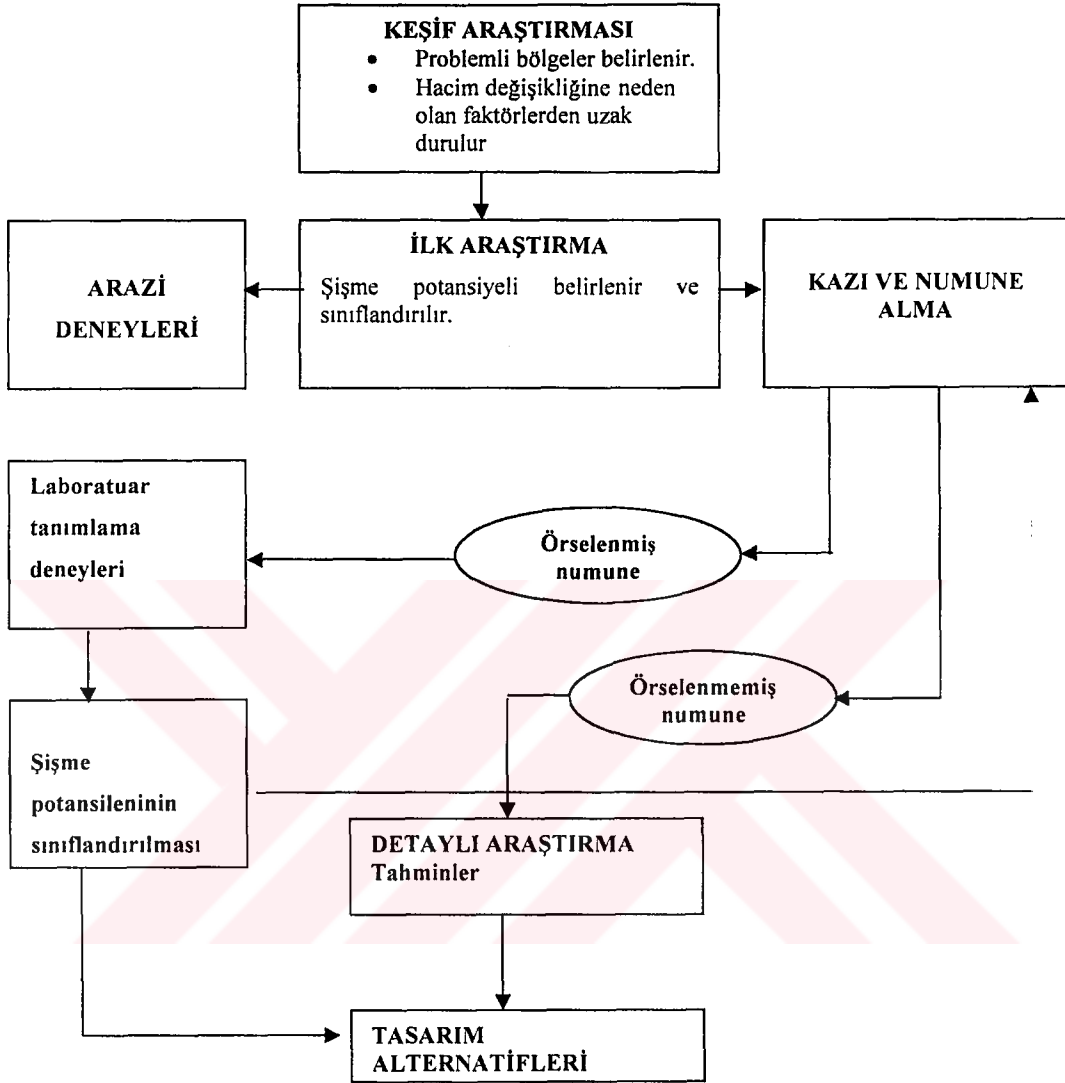 KEŞİF ARAŞTIRMASI
• Problemli bölgeler belirlenir.
• Hacim değişikliğine neden
olan faktörlerden uzak
durulur
İLK ARAŞTIRMA
Şişme potansiyeli belirlenir ve
sınıflandırılır.
ARAZİ
DENEYLERİ
KAZI VE NUMUNE
ALMA
Laboratuar
tanımlama
deneyleri
Örselenmiş
numune
Örselenmemiş
numune
Şişme
potansileninin
sınıflandırılması
DETAYLI ARAŞTIRMA
Tahminler
TASARIM
ALTERNATİFLERİ